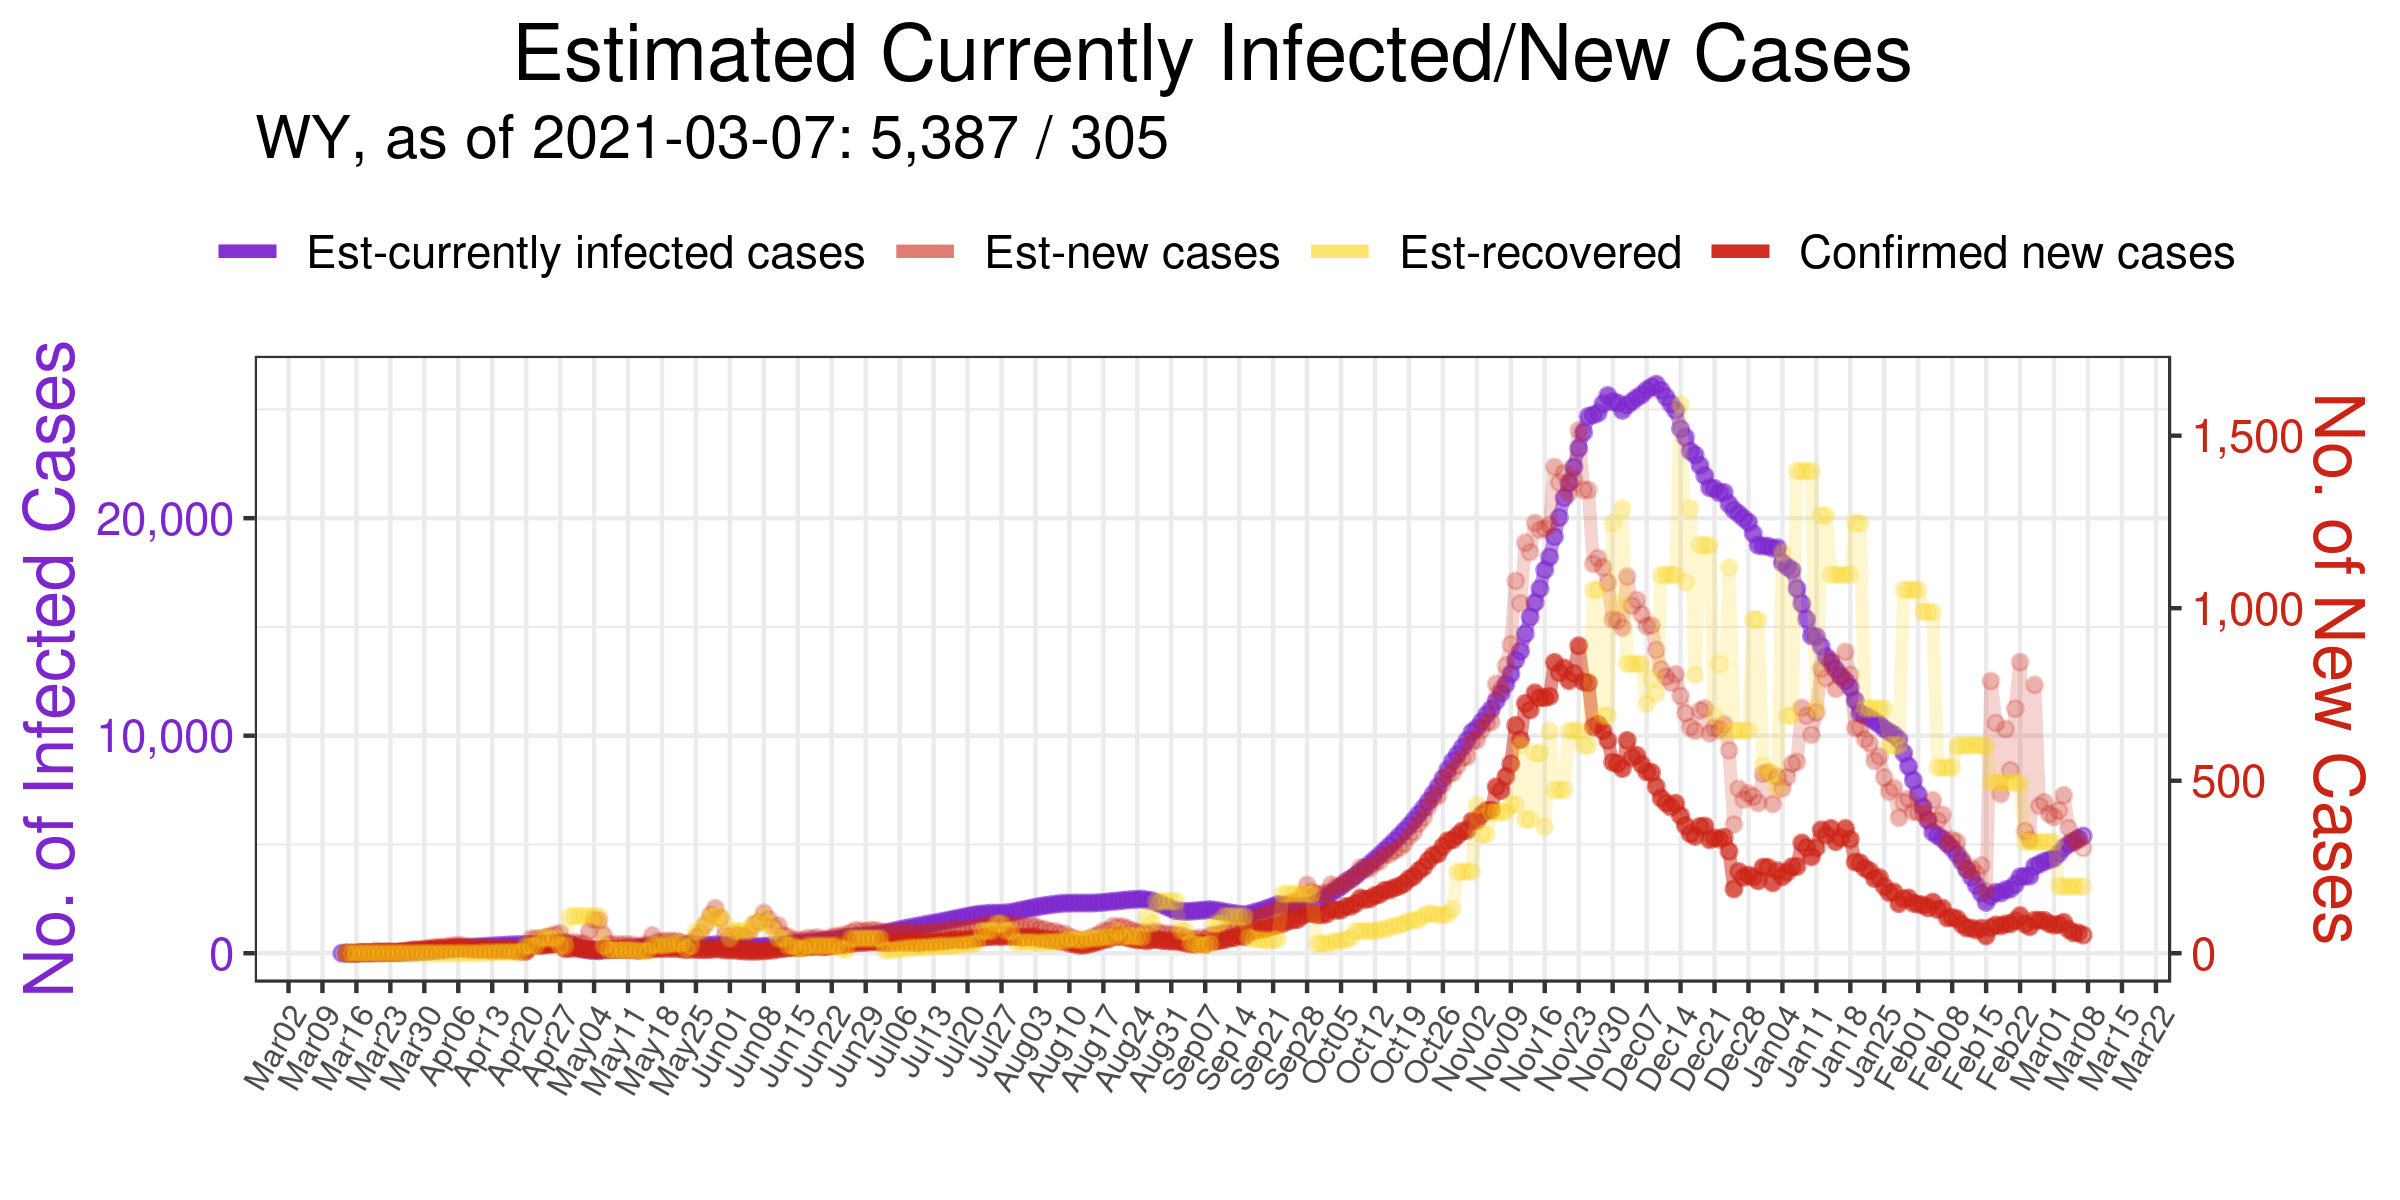 Estimated Currently Infected/New Cases
WY, as of 2021-03-07: 5,387 / 305
Est-currently infected cases Est-new cases Est-recovered Confirmed new cases
No. of Infected Cases
20,000
10,000
0
1,500
1,000
500
0
No. of New Cases
Mar02 Mar09 Mar16 Mar23 Mar30 Apr06 Apr13 Apr20 Apr27 May04 May11 May18 May25 Jun01 Jun08 Jun15 Jun22 Jun29 Jul06 Jul13 Jul20 Jul27 Aug03 Aug10 Aug17 Aug24 Aug31 Sep07 Sep14 Sep21 Sep28 Oct05 Oct12 Oct19 Oct26 Nov02 Nov09 Nov16 Nov23 Nov30 Dec07 Dec14 Dec21 Dec28 Jan04 Jan11 Jan18 Jan25 Feb01 Feb08 Feb15 Feb22 Mar01 Mar08 Mar15 Mar22